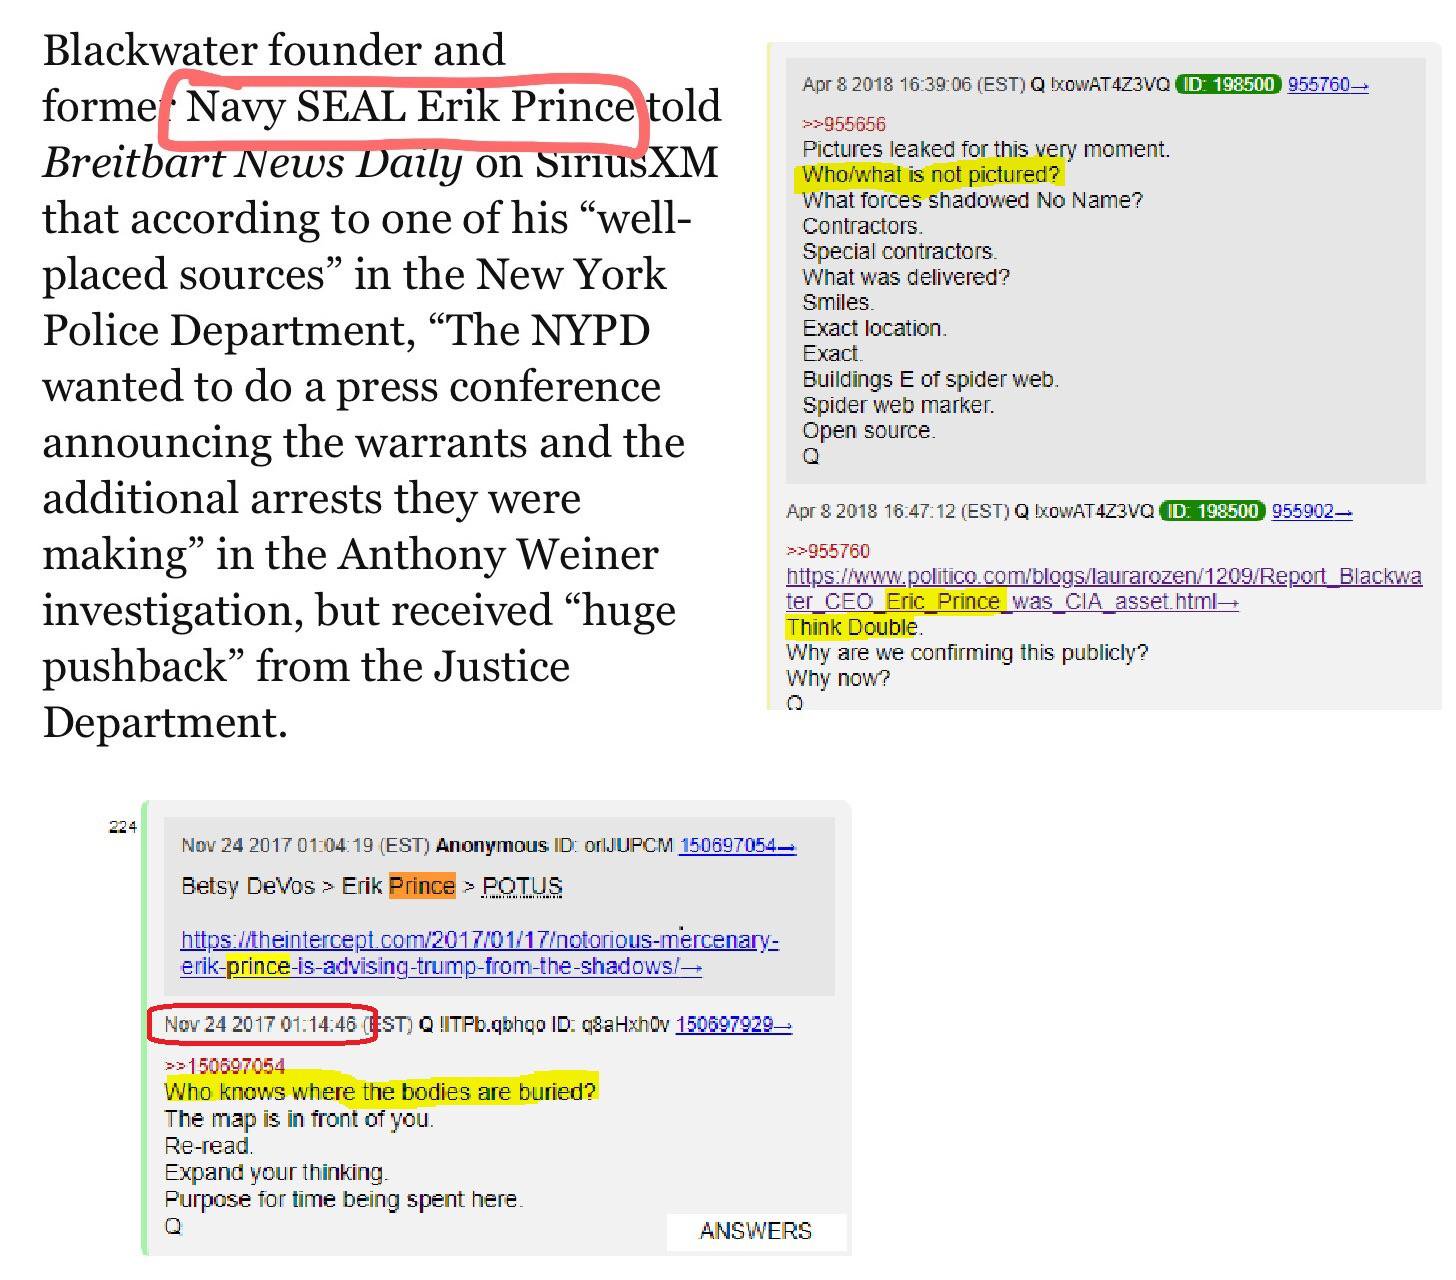 Blackwater founder and
former Navy SEAL Erik Prince told
Breitbart News Daily on SiriusXM
that according to one of his “well-
placed sources” in the New York
Police Department, “The NYPD
wanted to do a press conference
announcing the warrants and the
additional arrests they were
making” in the Anthony Weiner
investigation, but received “huge
pushback” from the Justice
Department.
Apr 8 2018 16:39:06 (EST) Q !xowAT4Z3VQ ID: 198500 955760→
>>955656
Pictures leaked for this very moment.
Who/what is not pictured?
What forces shadowed No Name?
Contractors.
Special contractors.
What was delivered?
Smiles.
Exact location.
Exact.
Buildings E of spider web.
Spider web marker.
Open source.
Q
Apr 8 2018 16:47:12 (EST) Q !xowAT4Z3VQ ID: 198500 955902→
>>955760
https://www.politico.com/blogs/laurarozen/1209/Report_Blackwa
ter_CEO_Eric_Prince_was_CIA_asset.html→
Think Double.
Why are we confirming this publicly?
Why now?
Q
224
Nov 24 2017 01:04:19 (EST) Anonymous ID: orlJUPCM 150697054→
Betsy DeVos > Erik Prince > POTUS
https://theintercept.com/2017/01/17/notorious-mercenary-
erik-prince-is-advising-trump-from-the-shadows/→
Nov 24 2017 01:14:46 (EST) Q !ITPb.qbhqo ID: q8aHxh0v 150697929→
>>150697054
Who knows where the bodies are buried?
The map is in front of you.
Re-read.
Expand your thinking.
Purpose for time being spent here.
Q
ANSWERS